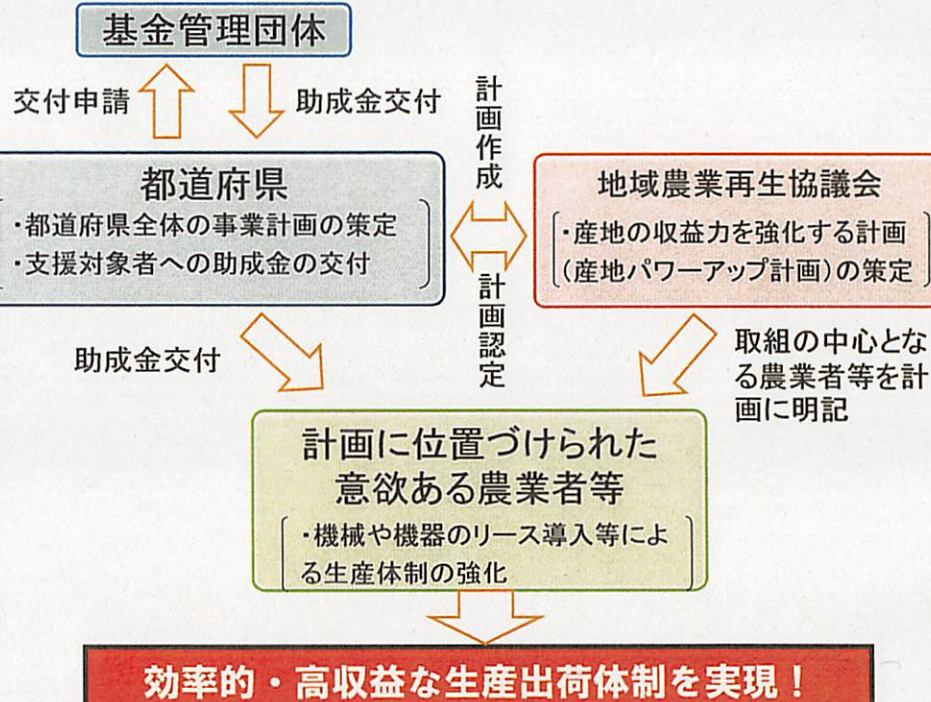 基金管理団体
交付申請
助成金交付
計画作成
都道府県
・都道府県全体の事業計画の策定
・支援対象者への助成金の交付
地域農業再生協議会
・産地の収益力を強化する計画
(産地パワーアップ計画)の策定
計画認定
助成金交付
取組の中心とな
る農業者等を計
画に明記
計画に位置づけられた
意欲ある農業者等
・機械や機器のリース導入等によ
る生産体制の強化
効率的・高収益な生産出荷体制を実現！